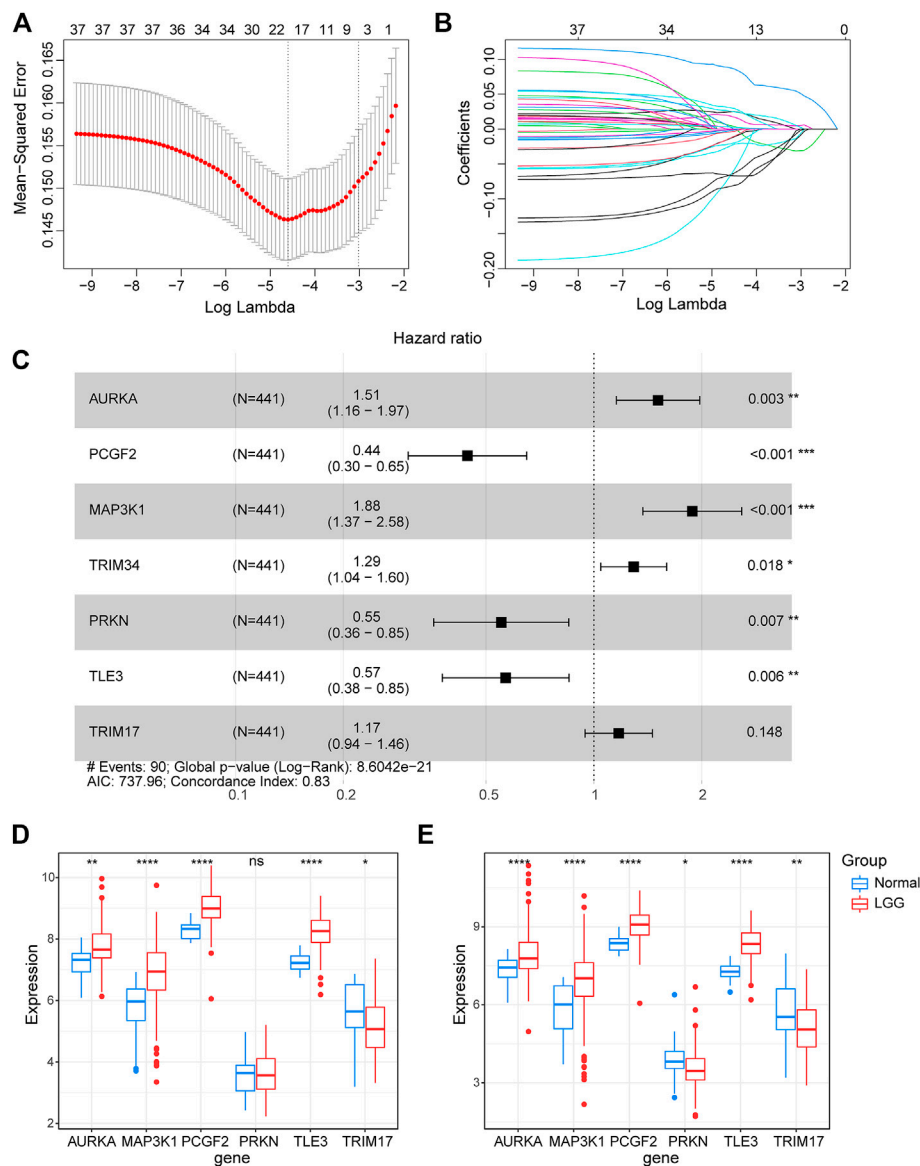 A
37 37 37 37 36 34 34 30 22 17 11 9 3 1
Mean-Squared Error
0.165
0.160
0.155
0.150
0.145
−9 −8 −7 −6 −5 −4 −3 −2
Log Lambda
B
37 34 13 0
Coefficients
0.10
0.05
0.00
−0.10
−0.20
−9 −8 −7 −6 −5 −4 −3 −2
Log Lambda
C
Hazard ratio
AURKA (N=441) 1.51 0.003 **
(1.16 − 1.97)
PCGF2 (N=441) 0.44 <0.001 ***
(0.30 − 0.65)
MAP3K1 (N=441) 1.88 <0.001 ***
(1.37 − 2.58)
TRIM34 (N=441) 1.29 0.018 *
(1.04 − 1.60)
PRKN (N=441) 0.55 0.007 **
(0.36 − 0.85)
TLE3 (N=441) 0.57 0.006 **
(0.38 − 0.85)
TRIM17 (N=441) 1.17 0.148
(0.94 − 1.46)
# Events: 90; Global p-value (Log-Rank): 8.6042e-21
AIC: 737.96; Concordance Index: 0.83
0.1 0.2 0.5 1 2
D
** **** **** ns **** *
Expression
10
8
6
4
2
AURKA MAP3K1 PCGF2 PRKN TLE3 TRIM17
gene
E
**** **** **** * **** **
Expression
9
6
3
AURKA MAP3K1 PCGF2 PRKN TLE3 TRIM17
gene
Group
Normal
LGG